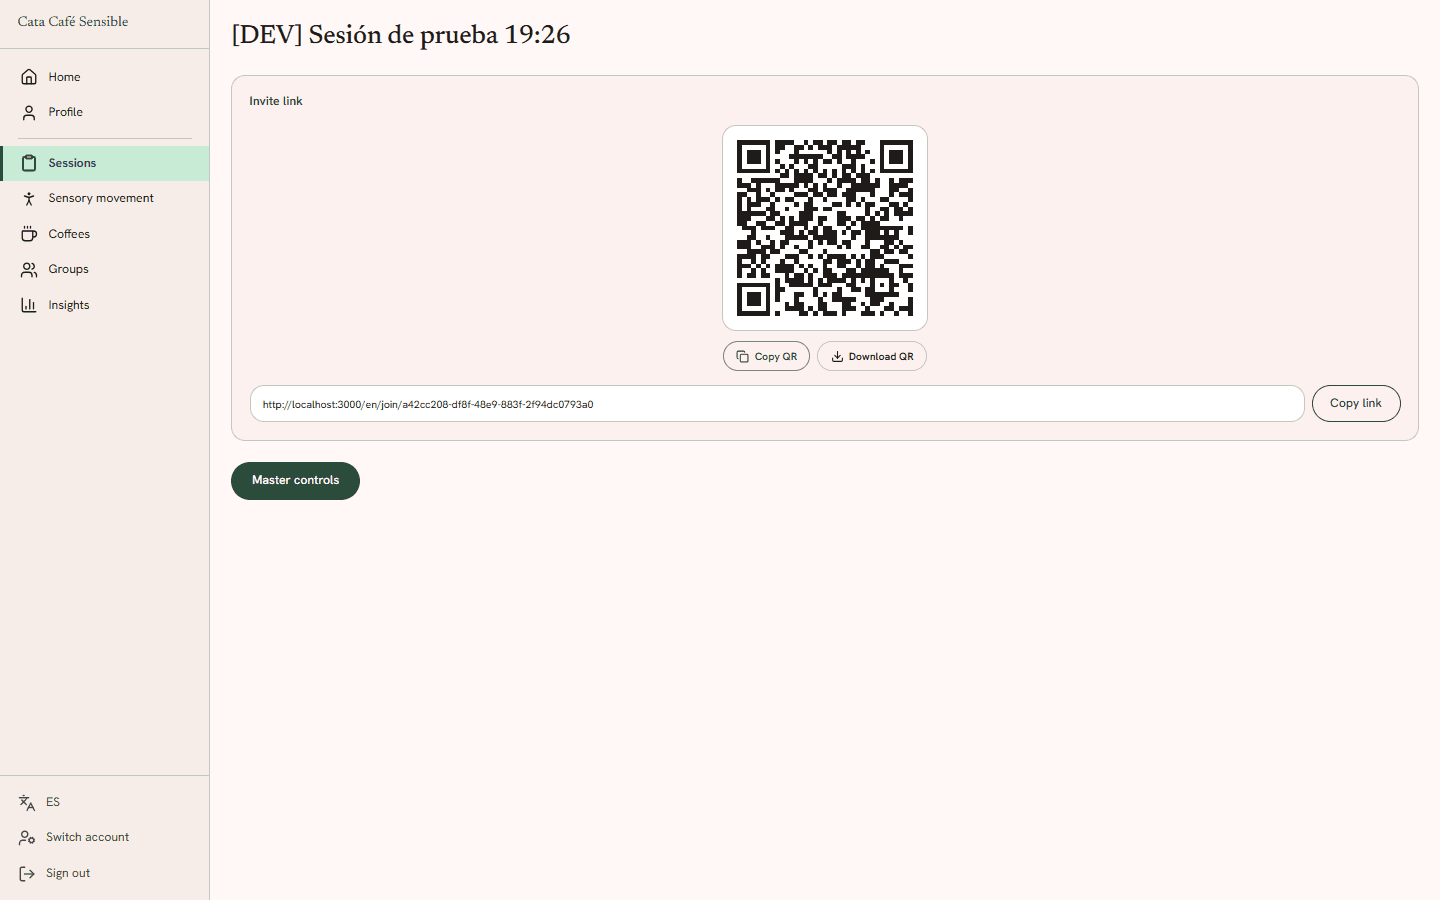 Cata Café Sensible
Home
Profile
Sessions
Sensory movement
Coffees
Groups
Insights
ES
Switch account
Sign out
[DEV] Sesión de prueba 19:26
Invite link
Copy QR
Download QR
http://localhost:3000/en/join/a42cc208-df8f-48e9-883f-2f94dc0793a0
Copy link
Master controls